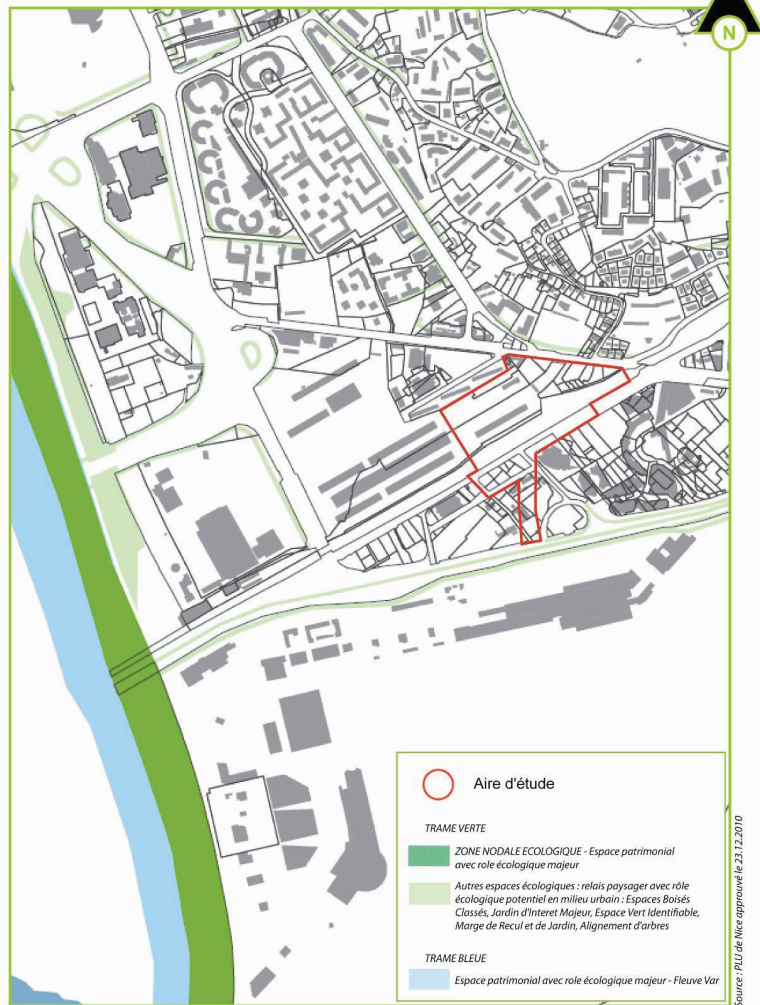 N
Aire d'étude
TRAME VERTE
ZONE NODALE ECOLOGIQUE - Espace patrimonial
avec role écologique majeur
Autres espaces écologiques : relais paysager avec rôle
écologique potentiel en milieu urbain : Espaces Boisés
Classés, Jardin d'Interet Majeur, Espace Vert Identifiable,
Marge de Recul et de Jardin, Alignement d'arbres
TRAME BLEUE
Espace patrimonial avec role écologique majeur - Fleuve Var
Source : PLU de Nice approuvé le 23.12.2010